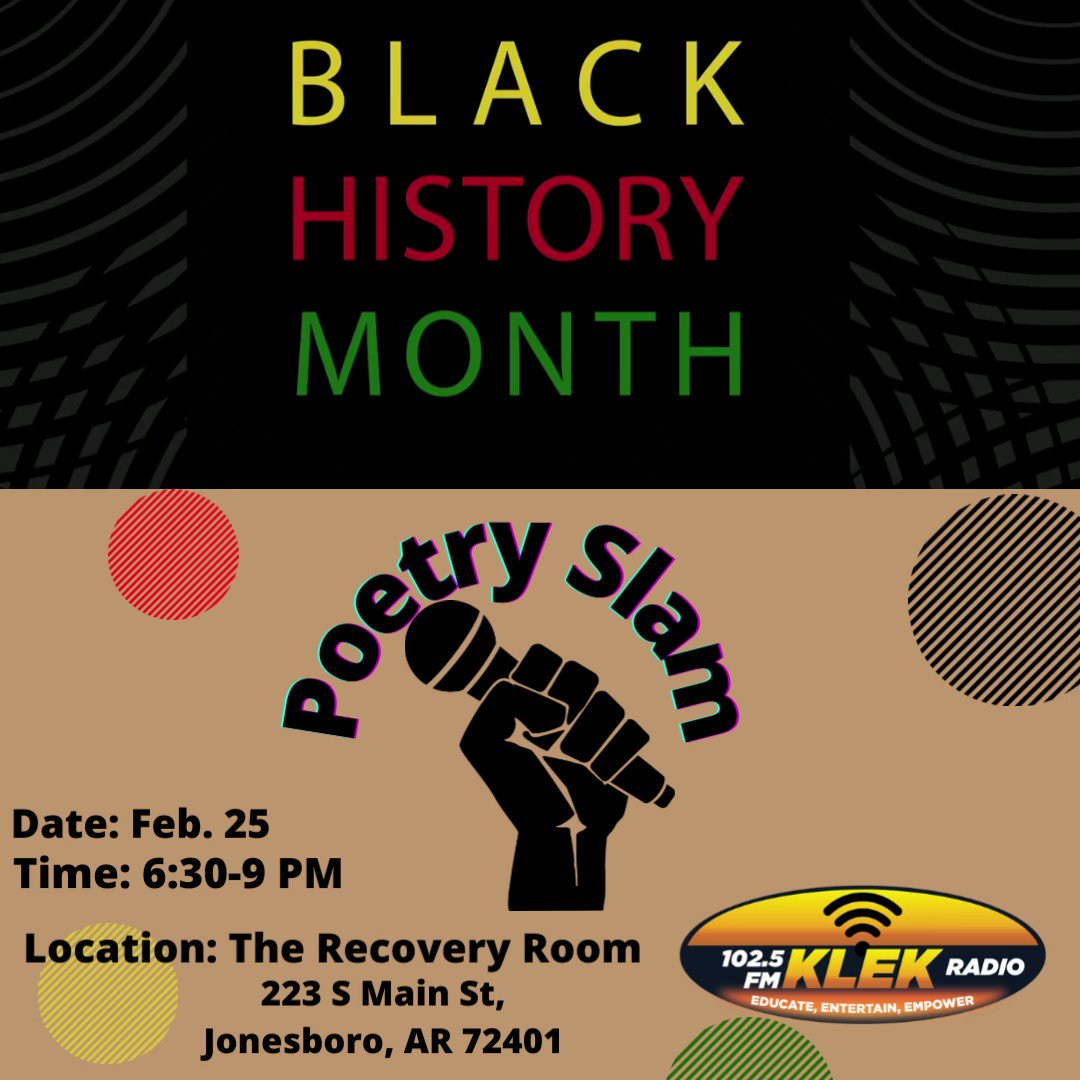 BLACK
HISTORY
MONTH
Poetry Slam
Date: Feb. 25
Time: 6:30-9 PM
Location: The Recovery Room
223 S Main St,
Jonesboro, AR 72401
102.5
FM
KLEK RADIO
EDUCATE, ENTERTAIN, EMPOWER